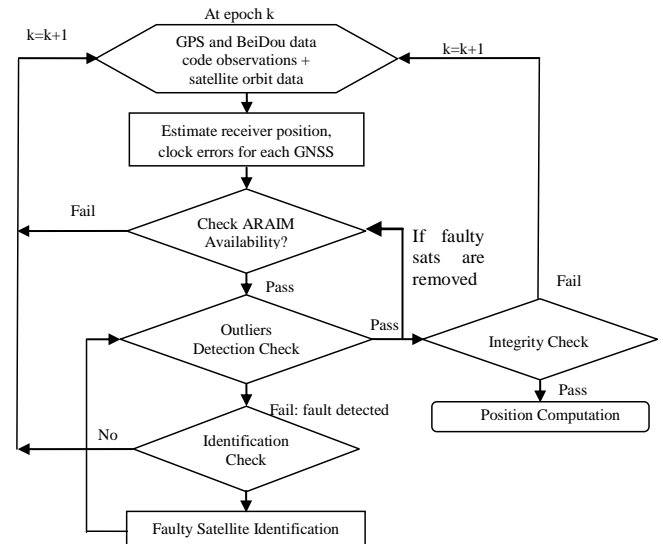 At epoch k
k=k+1
GPS and BeiDou data
code observations +
satellite orbit data
k=k+1
Estimate receiver position,
clock errors for each GNSS
Fail
Check ARAIM
Availability?
If faulty
sats are
removed
Pass
Fail
Outliers
Detection Check
Pass
Integrity Check
Pass
Fail: fault detected
Position Computation
No
Identification
Check
Faulty Satellite Identification